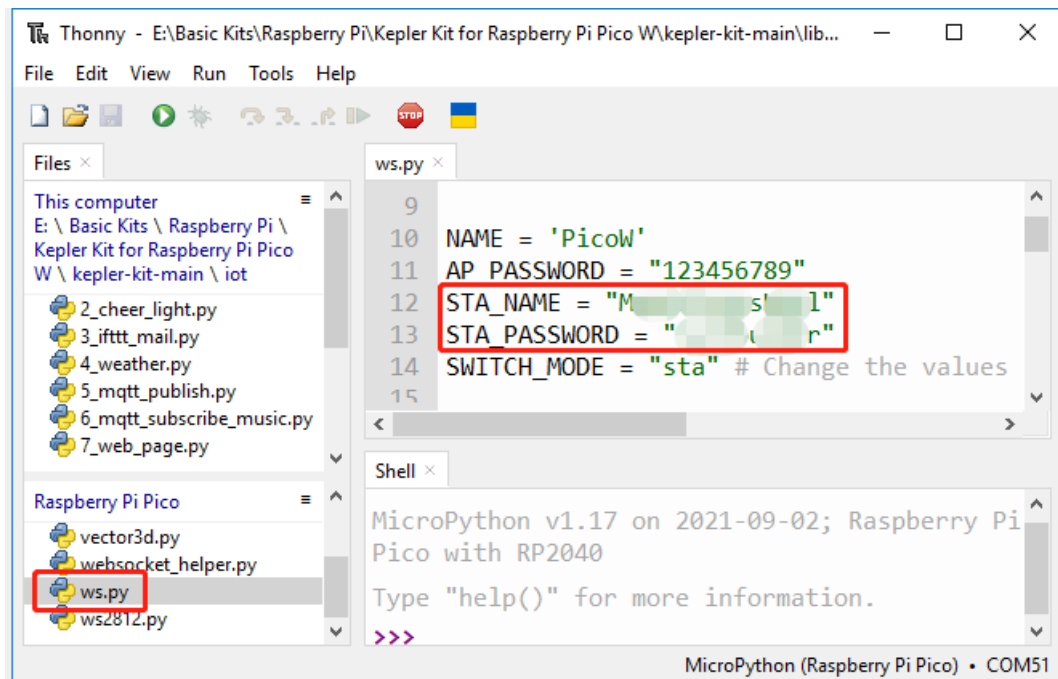 Thonny - E:\Basic Kits\Raspberry Pi\Kepler Kit for Raspberry Pi Pico W\kepler-kit-main\lib...
File Edit View Run Tools Help
STOP
Files
This computer
E: \ Basic Kits \ Raspberry Pi \
Kepler Kit for Raspberry Pi Pico
W \ kepler-kit-main \ iot
2_cheer_light.py
3_ifttt_mail.py
4_weather.py
5_mqtt_publish.py
6_mqtt_subscribe_music.py
7_web_page.py
Raspberry Pi Pico
vector3d.py
websocket_helper.py
ws.py
ws2812.py
ws.py
9
10 NAME = 'PicoW'
11 AP_PASSWORD = "123456789"
12 STA_NAME = "
13 STA_PASSWORD = "
14 SWITCH_MODE = "sta" # Change the values
15
Shell
MicroPython v1.17 on 2021-09-02; Raspberry Pi
Pico with RP2040
Type "help()" for more information.
>>>
MicroPython (Raspberry Pi Pico) • COM51